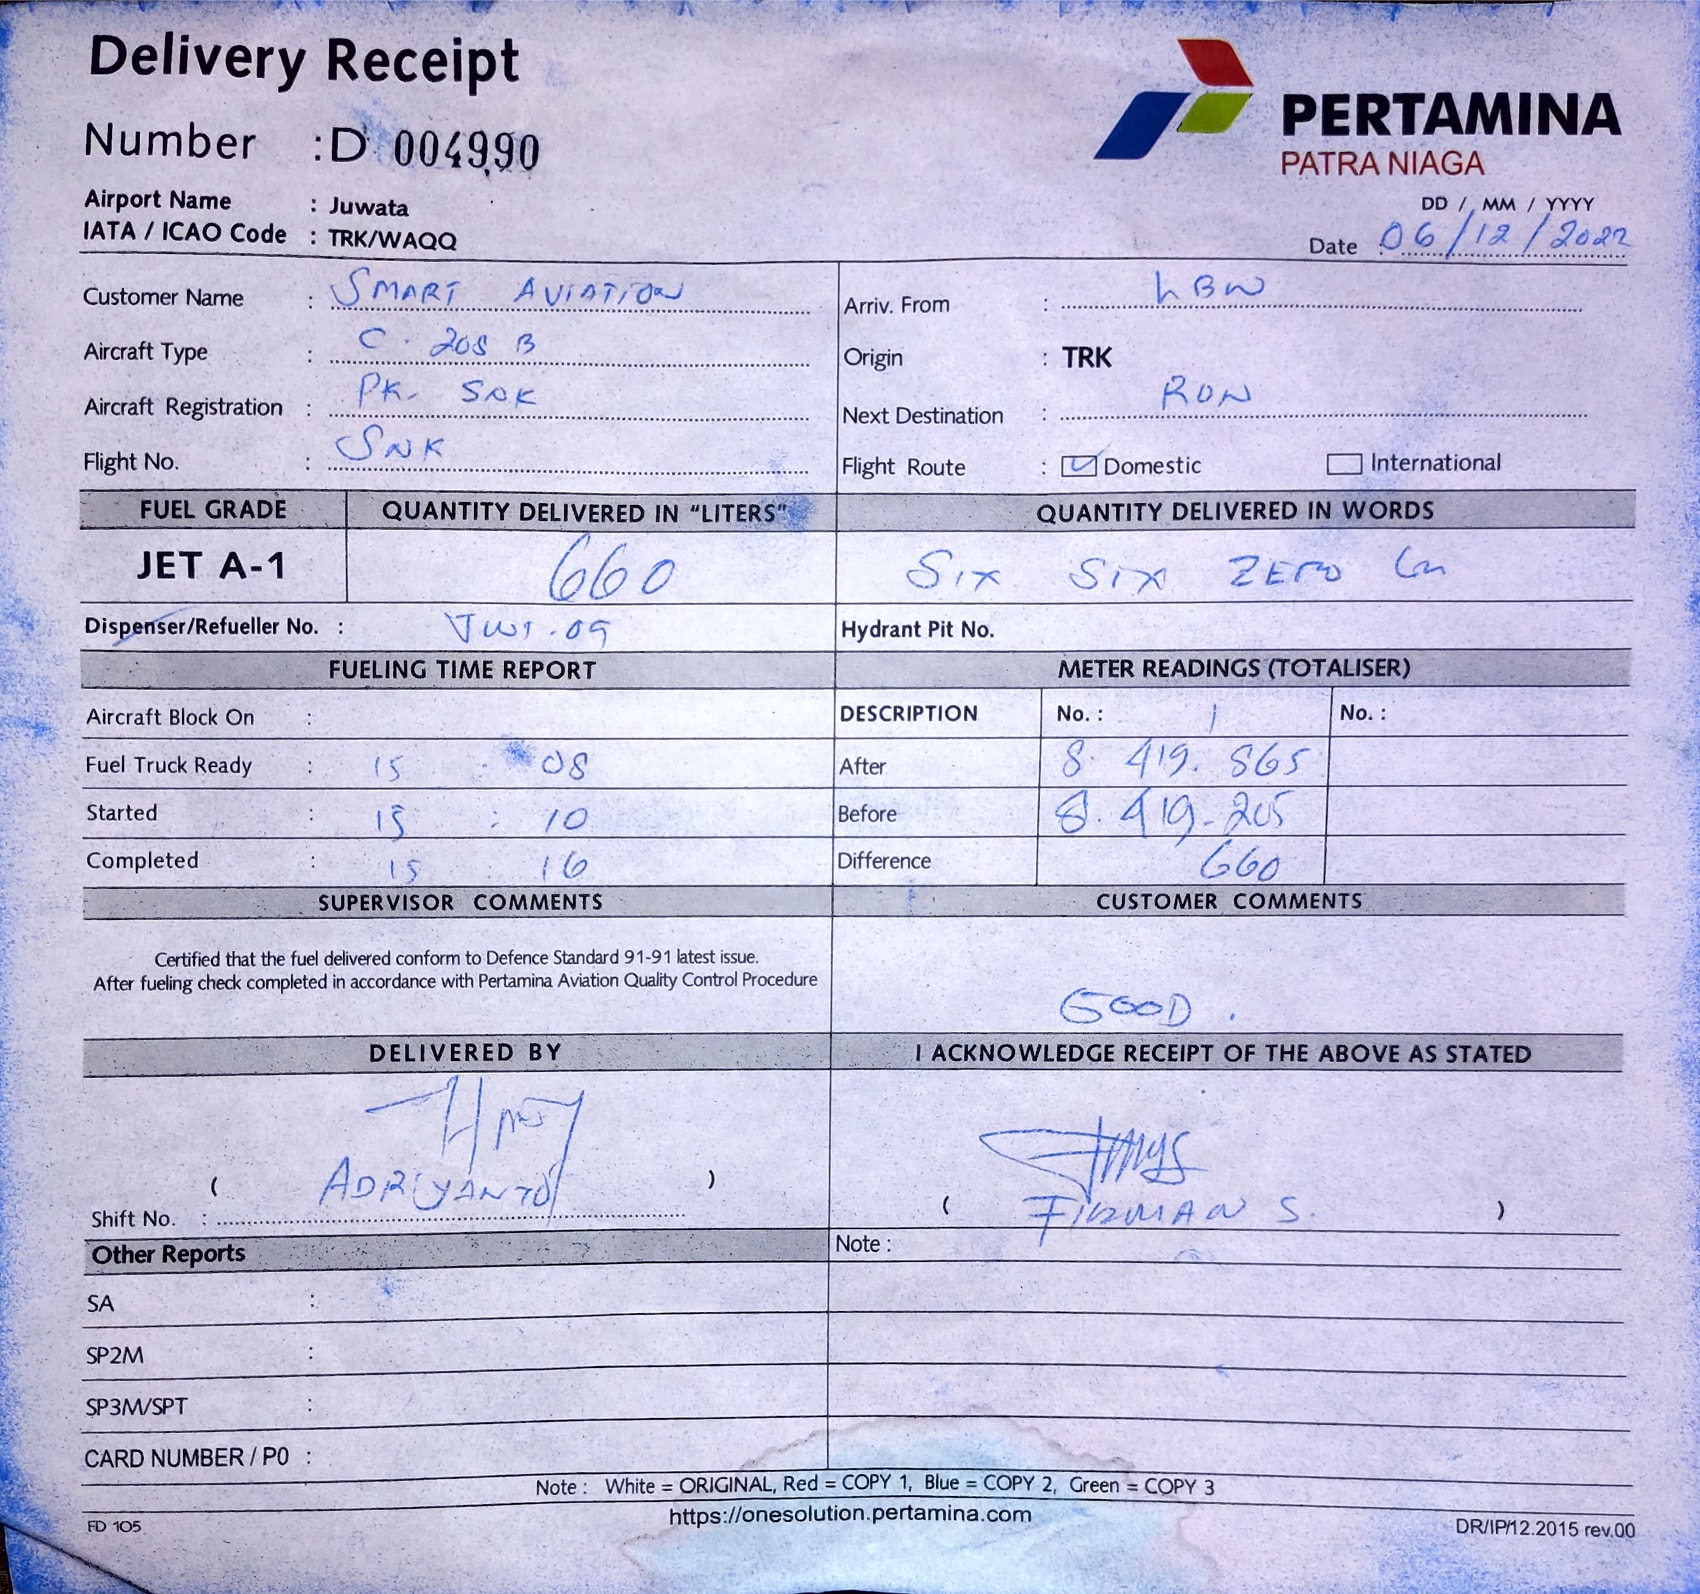 Delivery Receipt
Number : D 004990
PERTAMINA
PATRA NIAGA
Airport Name : Juwata
IATA / ICAO Code : TRK/WAQQ
DD / MM / YYYY
Date 06/12/2022
Customer Name : SMART AVIATION
Arriv. From : LBW
Aircraft Type : C. 208 B
Origin : TRK
Aircraft Registration : PK. SNK
Next Destination : RON
Flight No. : SNK
Flight Route : Domestic International
FUEL GRADE QUANTITY DELIVERED IN "LITERS" QUANTITY DELIVERED IN WORDS
JET A-1 660 SIX SIX ZERO
Dispenser/Refueller No. : JWT.09 Hydrant Pit No.
FUELING TIME REPORT METER READINGS (TOTALISER)
Aircraft Block On : DESCRIPTION No. : 1 No. :
Fuel Truck Ready : 15 : 08 After 8. 419. 865
Started : 15 : 10 Before 8. 419. 205
Completed : 15 16 Difference 660
SUPERVISOR COMMENTS CUSTOMER COMMENTS
Certified that the fuel delivered conform to Defence Standard 91-91 latest issue.
After fueling check completed in accordance with Pertamina Aviation Quality Control Procedure
GOOD.
DELIVERED BY I ACKNOWLEDGE RECEIPT OF THE ABOVE AS STATED
( ADRIYANTO )
( FIRMAN S. )
Shift No. :
Other Reports Note :
SA :
SP2M :
SP3M/SPT :
CARD NUMBER / PO :
Note : White = ORIGINAL, Red = COPY 1, Blue = COPY 2, Green = COPY 3
https://onesolution.pertamina.com
FD 105 DR/IP/12.2015 rev.00